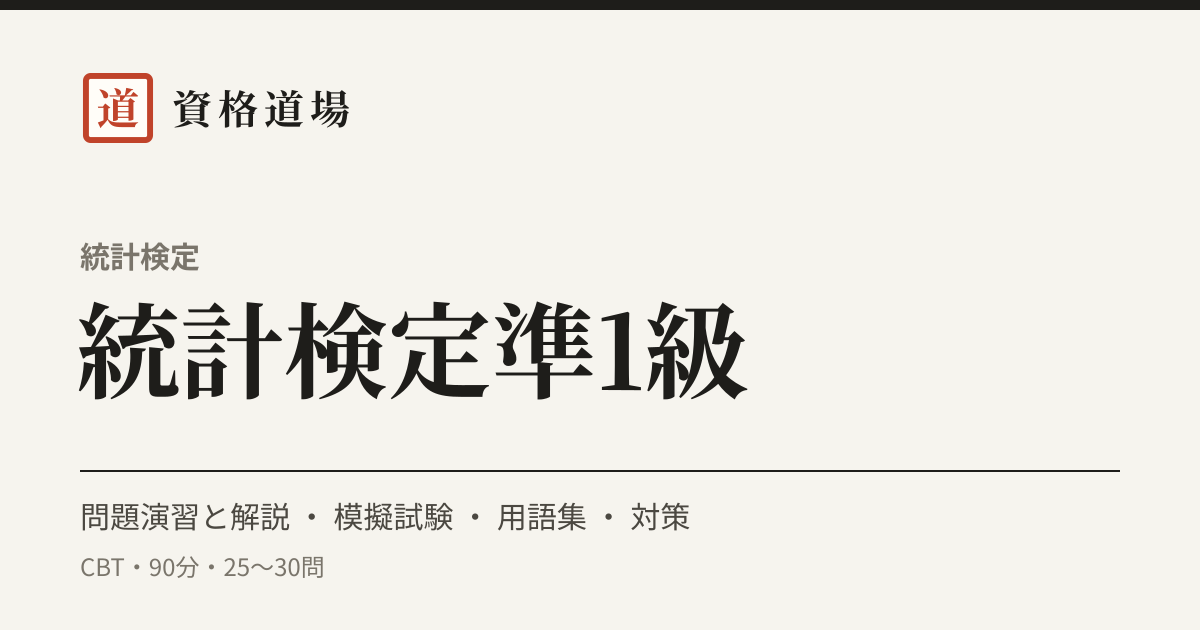 道 資格道場
統計検定
統計検定準1級
問題演習と解説 ・ 模擬試験 ・ 用語集 ・ 対策
CBT・90分・25〜30問